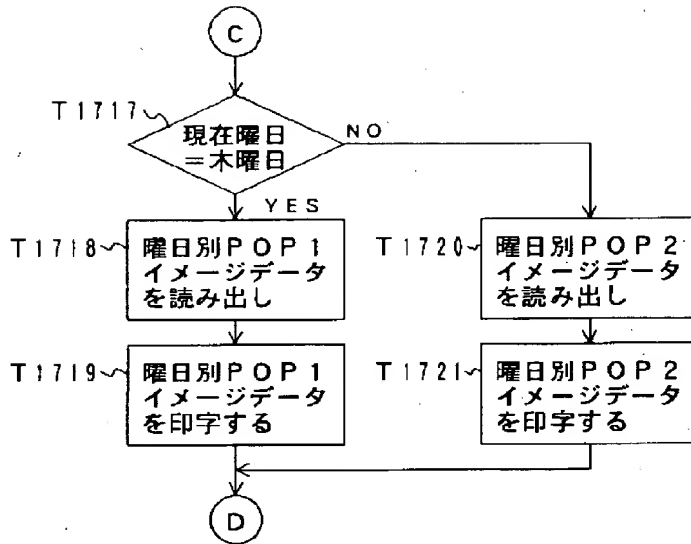 C
T1717
現在曜日
=木曜日
NO
YES
T1718
曜日別POP1
イメージデータ
を読み出し
T1720
曜日別POP2
イメージデータ
を読み出し
T1719
曜日別POP1
イメージデータ
を印字する
T1721
曜日別POP2
イメージデータ
を印字する
D